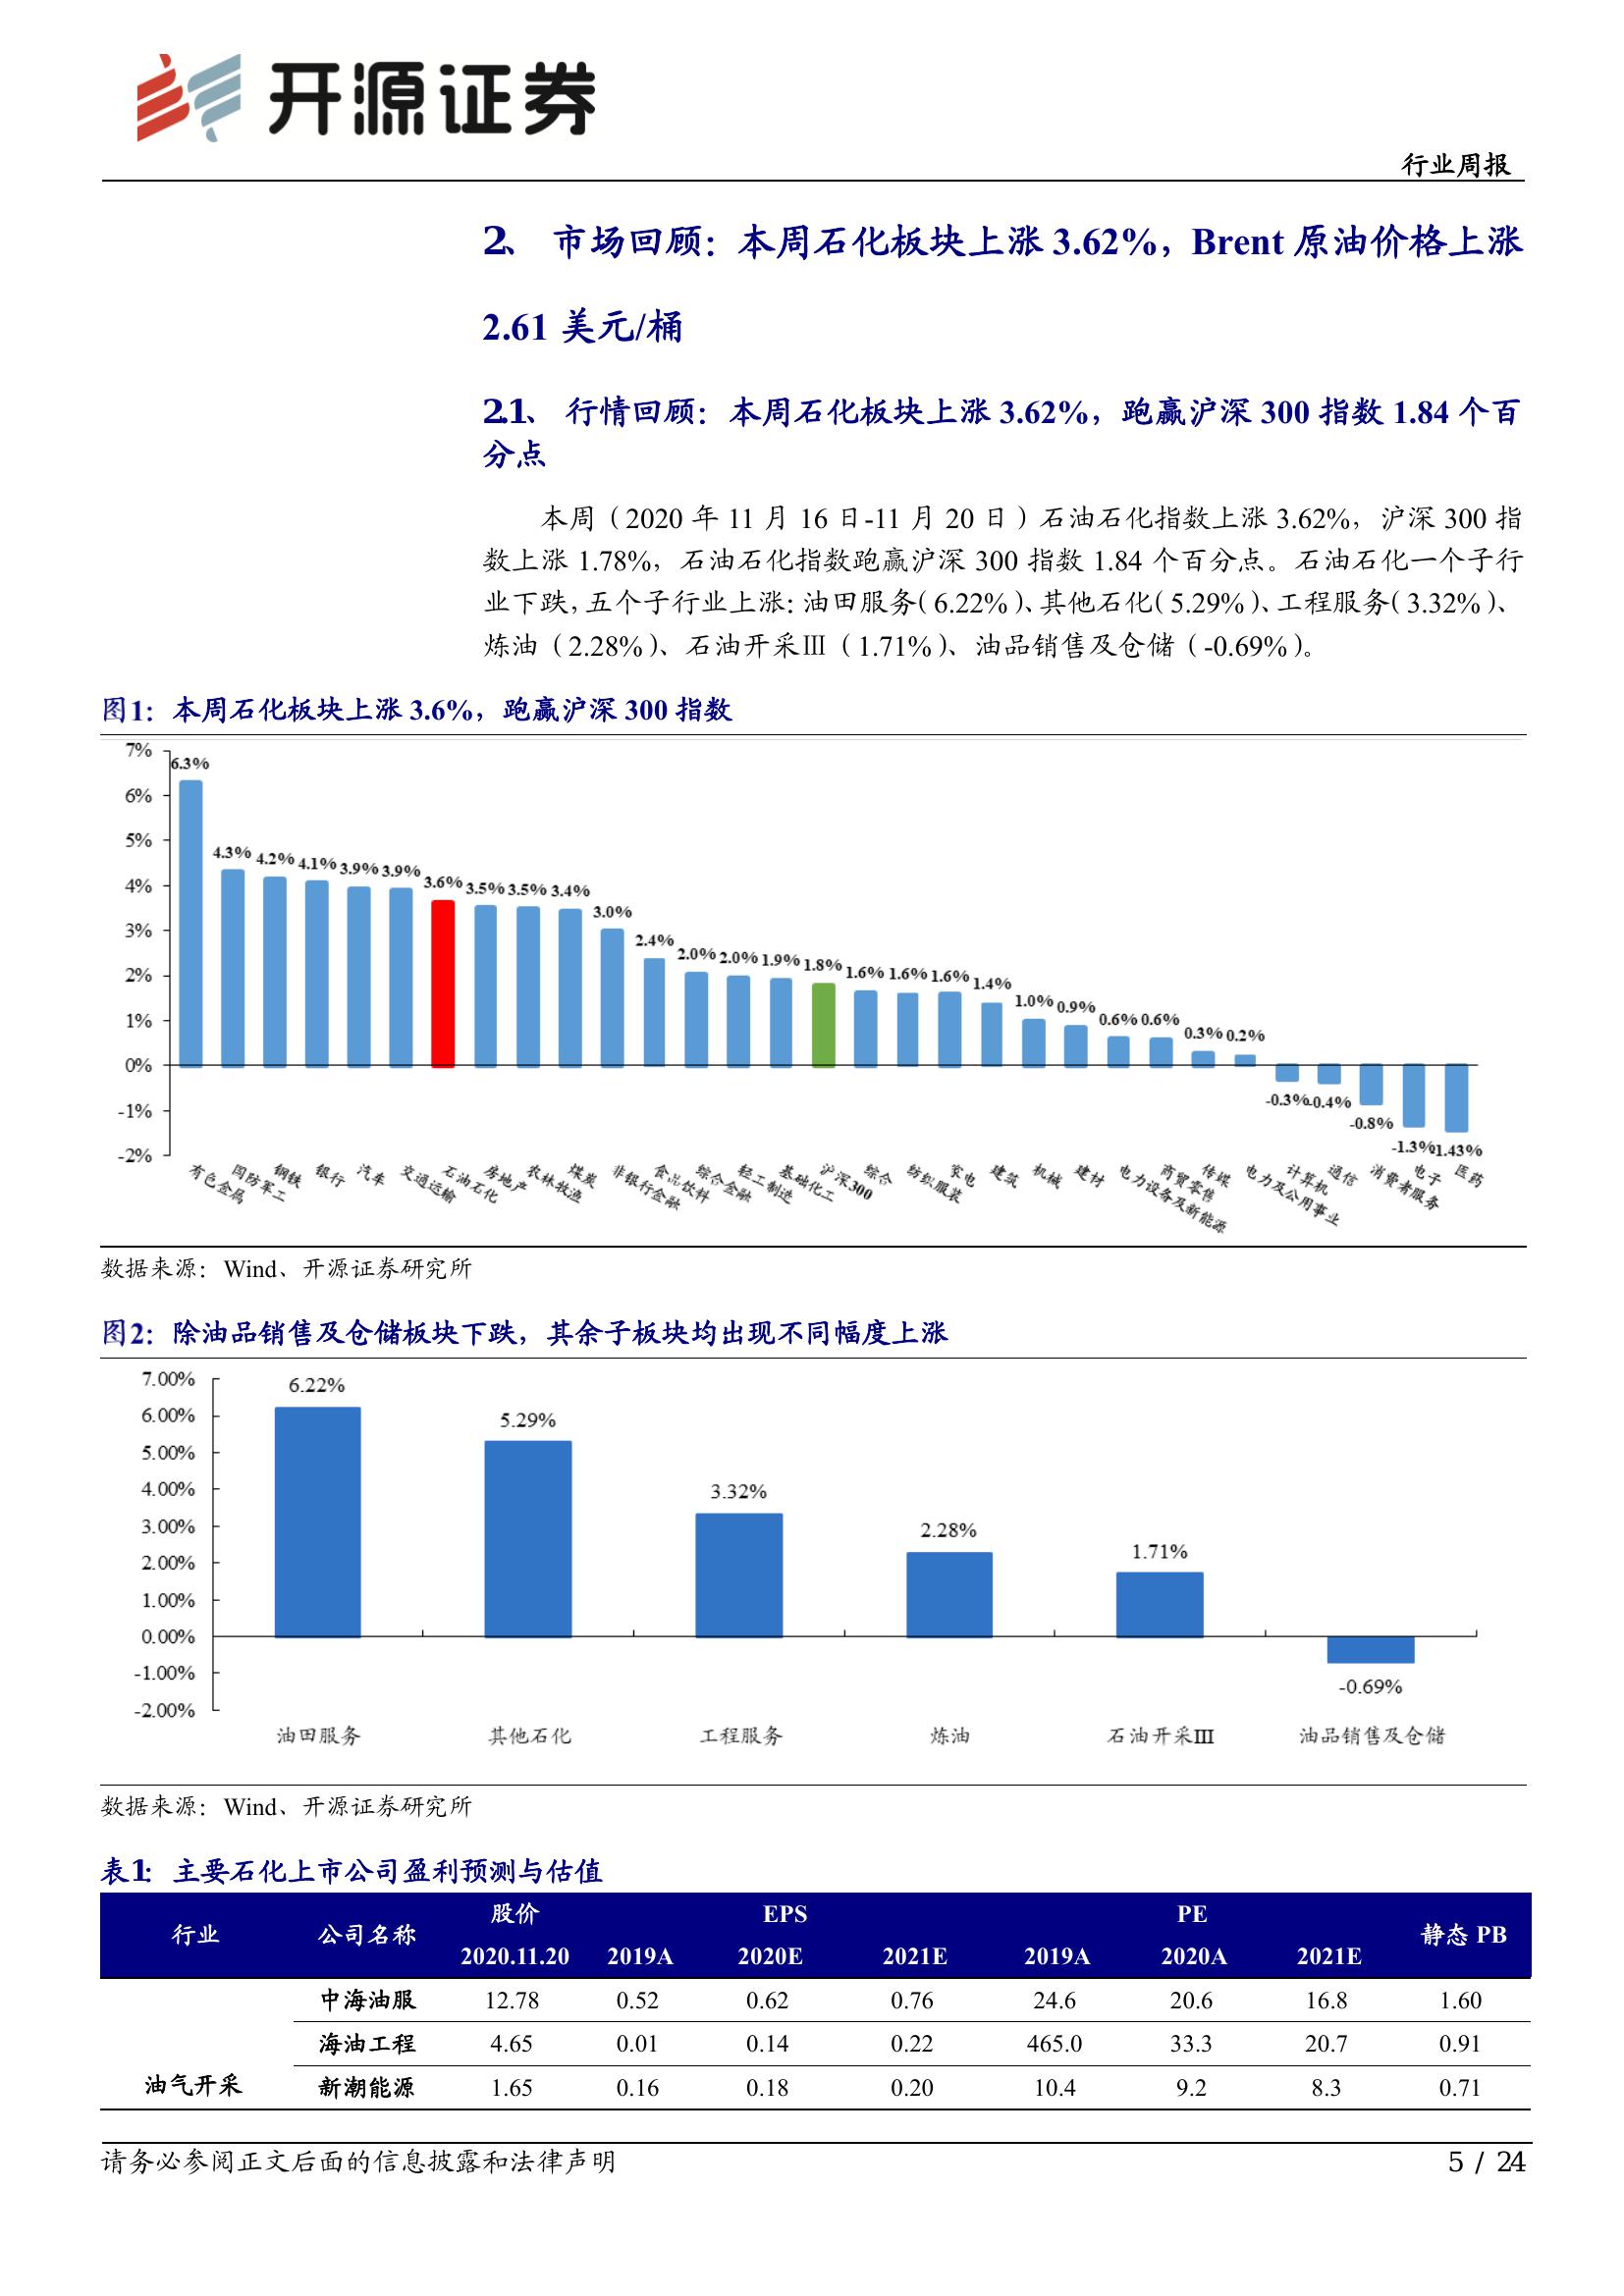 开源证券
行业周报
2、 市场回顾：本周石化板块上涨 3.62%，Brent 原油价格上涨
2.61 美元/桶
2.1、 行情回顾：本周石化板块上涨 3.62%，跑赢沪深 300 指数 1.84 个百
分点
本周（2020 年 11 月 16 日-11 月 20 日）石油石化指数上涨 3.62%，沪深 300 指
数上涨 1.78%，石油石化指数跑赢沪深 300 指数 1.84 个百分点。石油石化一个子行
业下跌，五个子行业上涨：油田服务（6.22%）、其他石化（5.29%）、工程服务（3.32%）、
炼油（2.28%）、石油开采Ⅲ（1.71%）、油品销售及仓储（-0.69%）。
图1：本周石化板块上涨 3.6%，跑赢沪深 300 指数
7%
6%
5%
4%
3%
2%
1%
0%
-1%
-2%
6.3% 4.3% 4.2% 4.1% 3.9% 3.9% 3.6% 3.5% 3.5% 3.4% 3.0% 2.4% 2.0% 2.0% 1.9% 1.8% 1.6% 1.6% 1.6% 1.4% 1.0% 0.9% 0.6% 0.6% 0.3% 0.2% -0.3% -0.4% -0.8% -1.3% 1.43%
有色金属 国防军工 钢铁 银行 汽车 交通运输 石油石化 房地产 农林牧渔 煤炭 非银行金融 食品饮料 综合金融 轻工制造 基础化工 沪深300 综合 纺织服装 家电 建筑 机械 建材 电力设备及新能源 商贸零售 传媒 电力及公用事业 计算机 通信 消费者服务 电子 医药
数据来源：Wind、开源证券研究所
图2：除油品销售及仓储板块下跌，其余子板块均出现不同幅度上涨
7.00%
6.00%
5.00%
4.00%
3.00%
2.00%
1.00%
0.00%
-1.00%
-2.00%
6.22% 5.29% 3.32% 2.28% 1.71% -0.69%
油田服务 其他石化 工程服务 炼油 石油开采Ⅲ 油品销售及仓储
数据来源：Wind、开源证券研究所
表1：主要石化上市公司盈利预测与估值
行业 公司名称 股价 EPS PE 静态 PB
2020.11.20 2019A 2020E 2021E 2019A 2020A 2021E
中海油服 12.78 0.52 0.62 0.76 24.6 20.6 16.8 1.60
海油工程 4.65 0.01 0.14 0.22 465.0 33.3 20.7 0.91
油气开采 新潮能源 1.65 0.16 0.18 0.20 10.4 9.2 8.3 0.71
请务必参阅正文后面的信息披露和法律声明
5 / 24